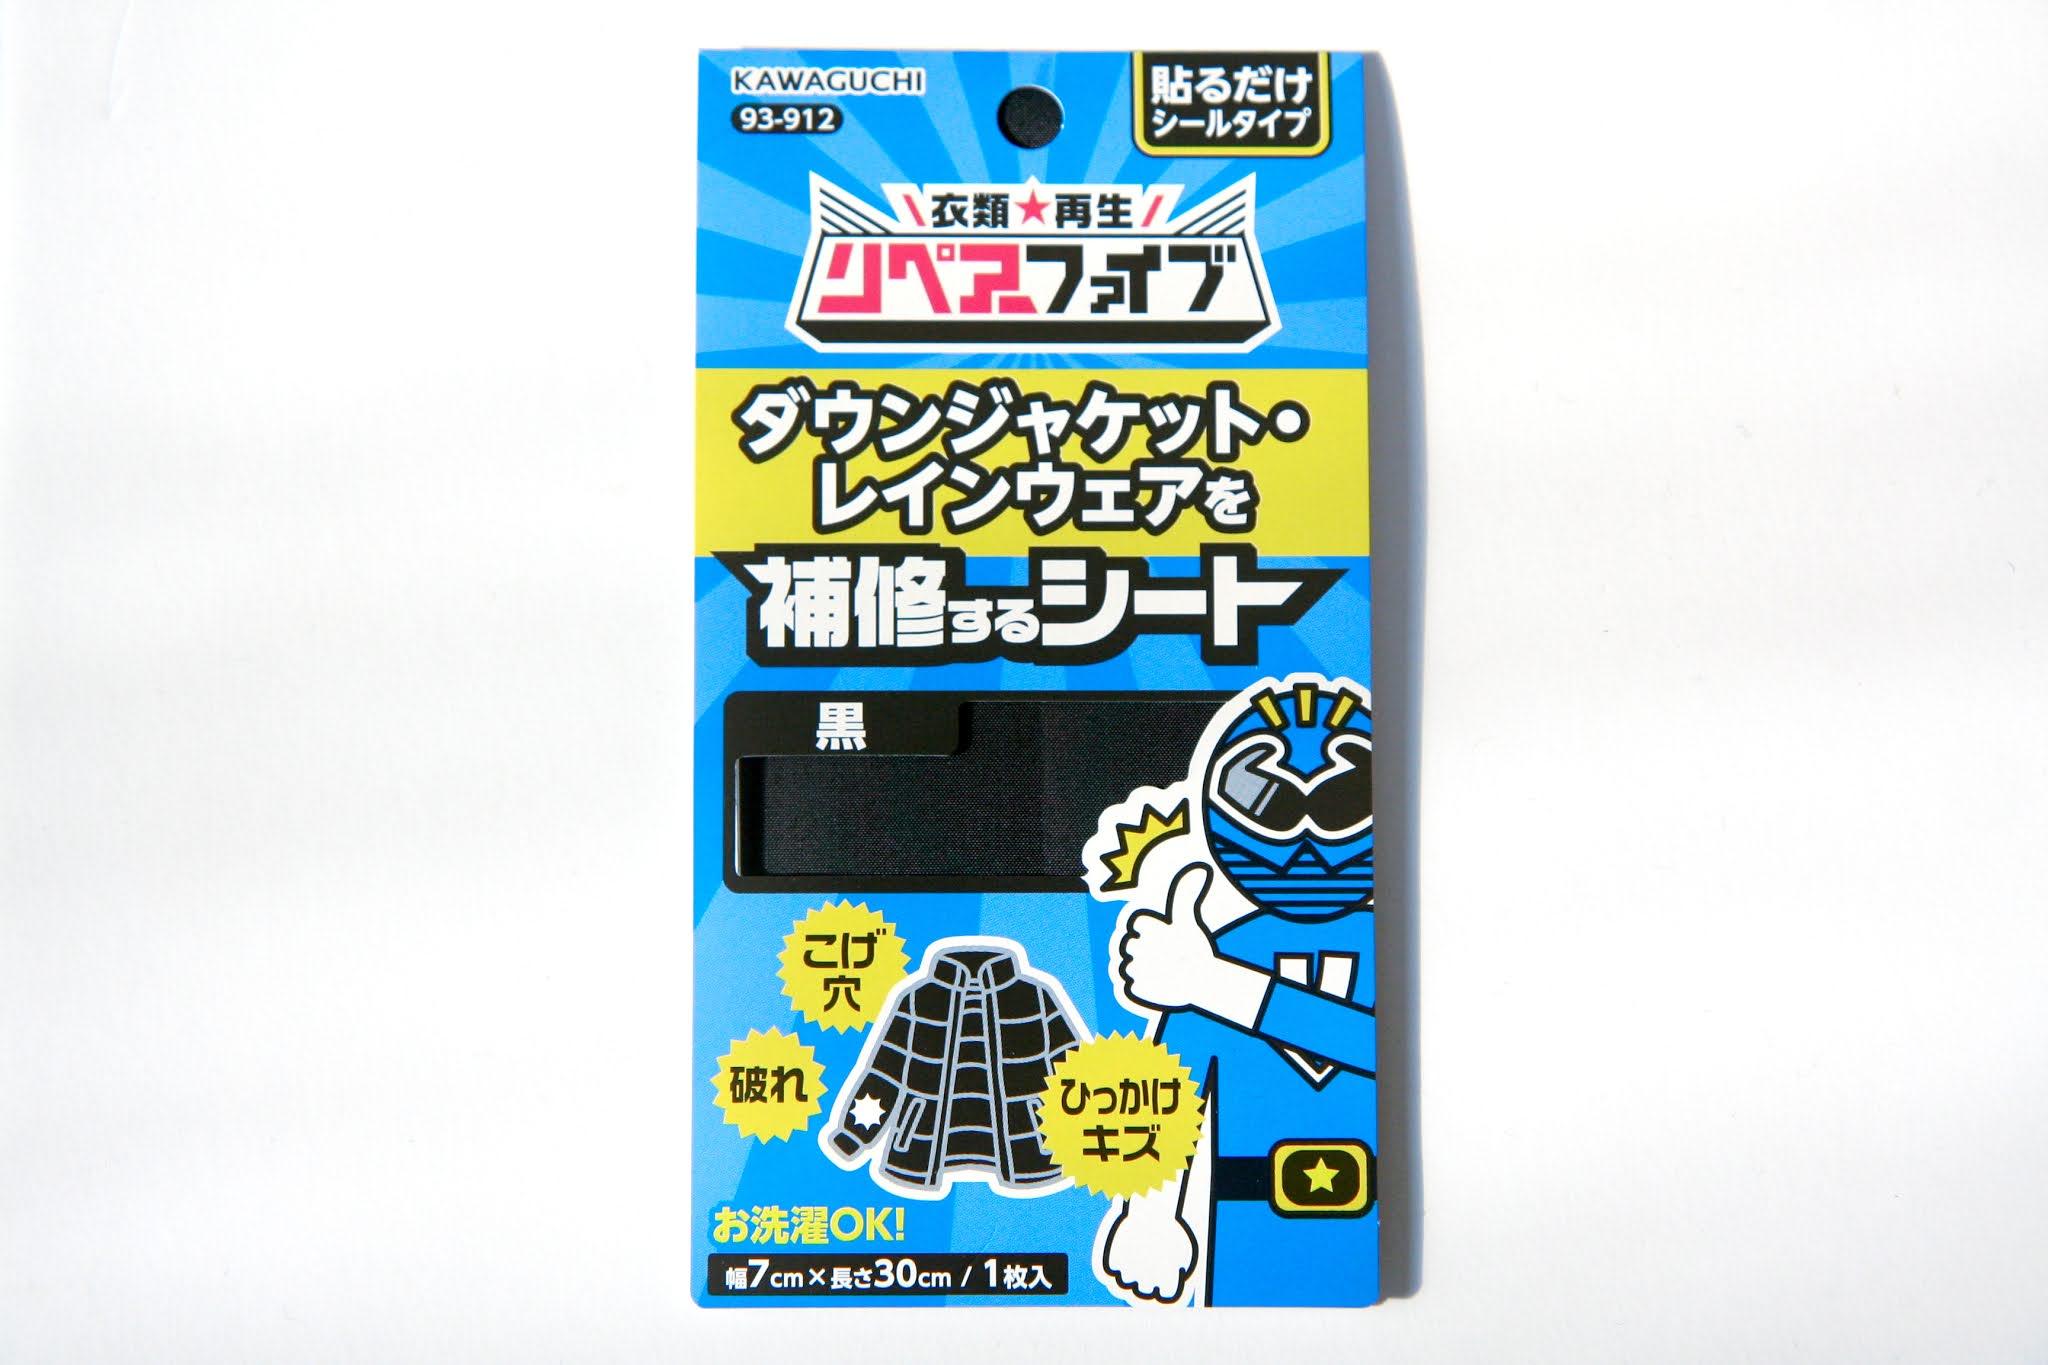 KAWAGUCHI
93-912
貼るだけ
シールタイプ
衣類★再生
リペアーファイブ
ダウンジャケット・
レインウェアを
補修するシート
黒
こげ
穴
破れ
ひっかけ
キズ
お洗濯OK!
幅7cm×長さ30cm / 1枚入